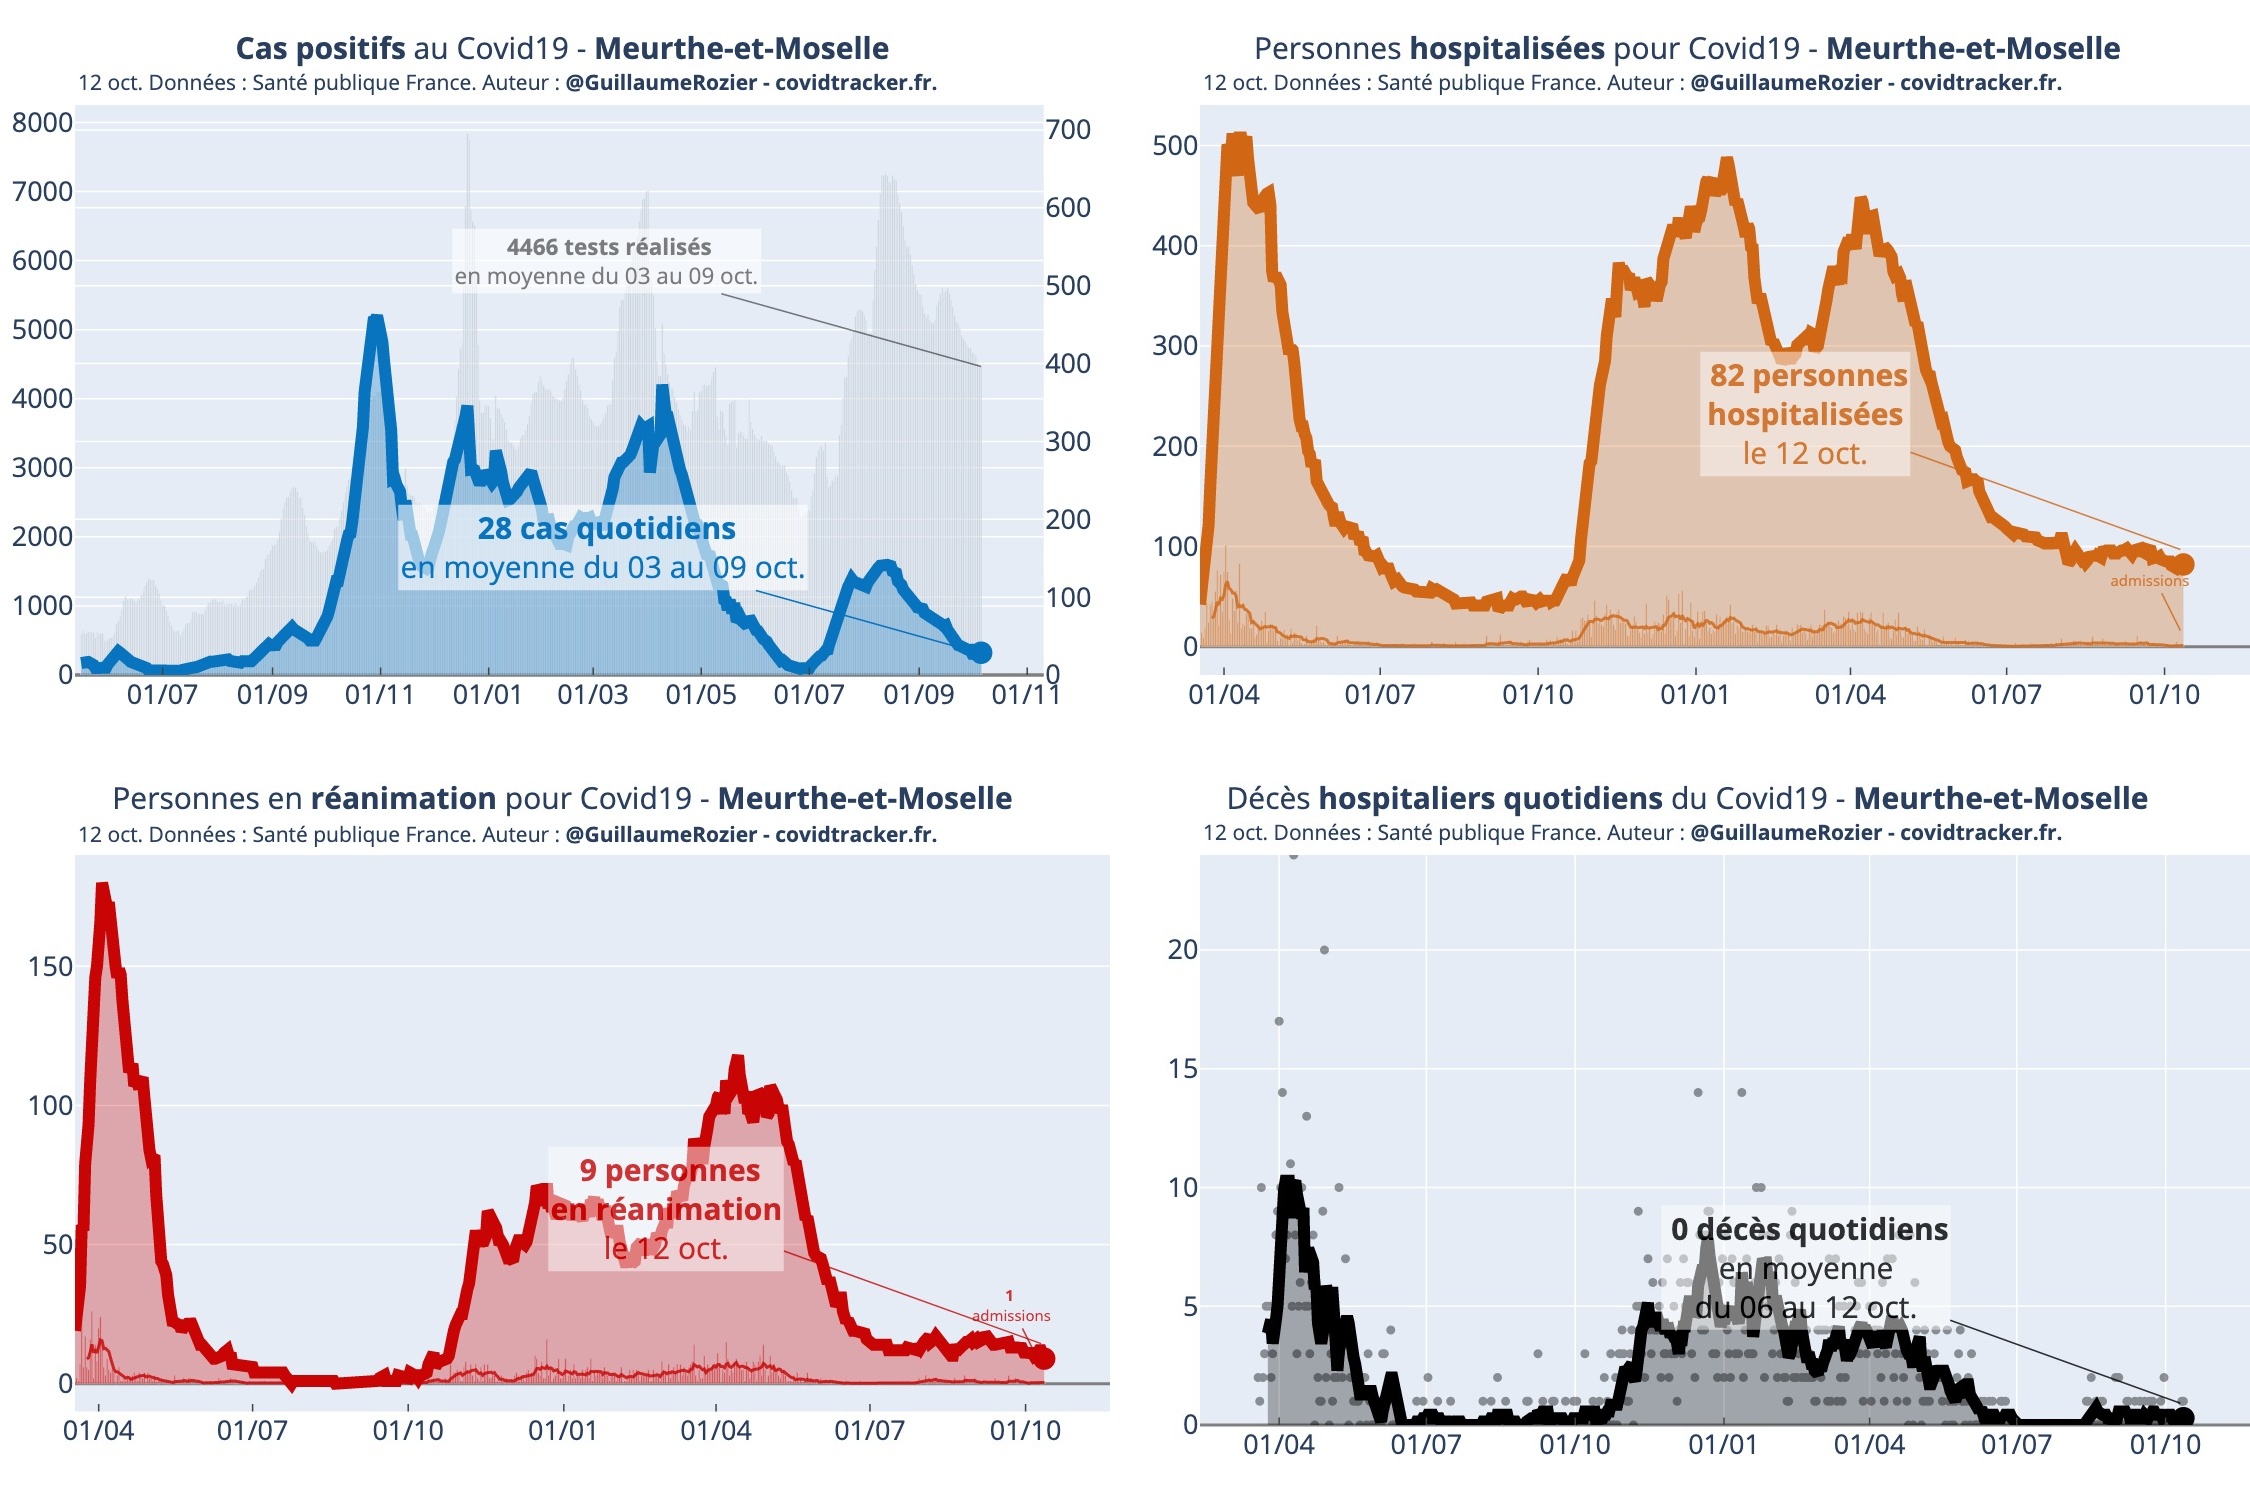 Cas positifs au Covid19 - Meurthe-et-Moselle
12 oct. Données : Santé publique France. Auteur : @GuillaumeRozier - covidtracker.fr.
8000
7000
6000
5000
4000
3000
2000
1000
0
700
600
500
400
300
200
100
0
4466 tests réalisés
en moyenne du 03 au 09 oct.
28 cas quotidiens
en moyenne du 03 au 09 oct.
01/07 01/09 01/11 01/01 01/03 01/05 01/07 01/09 01/11
Personnes hospitalisées pour Covid19 - Meurthe-et-Moselle
12 oct. Données : Santé publique France. Auteur : @GuillaumeRozier - covidtracker.fr.
500
400
300
200
100
0
82 personnes
hospitalisées
le 12 oct.
admissions
01/04 01/07 01/10 01/01 01/04 01/07 01/10
Personnes en réanimation pour Covid19 - Meurthe-et-Moselle
12 oct. Données : Santé publique France. Auteur : @GuillaumeRozier - covidtracker.fr.
150
100
50
0
9 personnes
en réanimation
le 12 oct.
1
admissions
01/04 01/07 01/10 01/01 01/04 01/07 01/10
Décès hospitaliers quotidiens du Covid19 - Meurthe-et-Moselle
12 oct. Données : Santé publique France. Auteur : @GuillaumeRozier - covidtracker.fr.
20
15
10
5
0
0 décès quotidiens
en moyenne
du 06 au 12 oct.
01/04 01/07 01/10 01/01 01/04 01/07 01/10